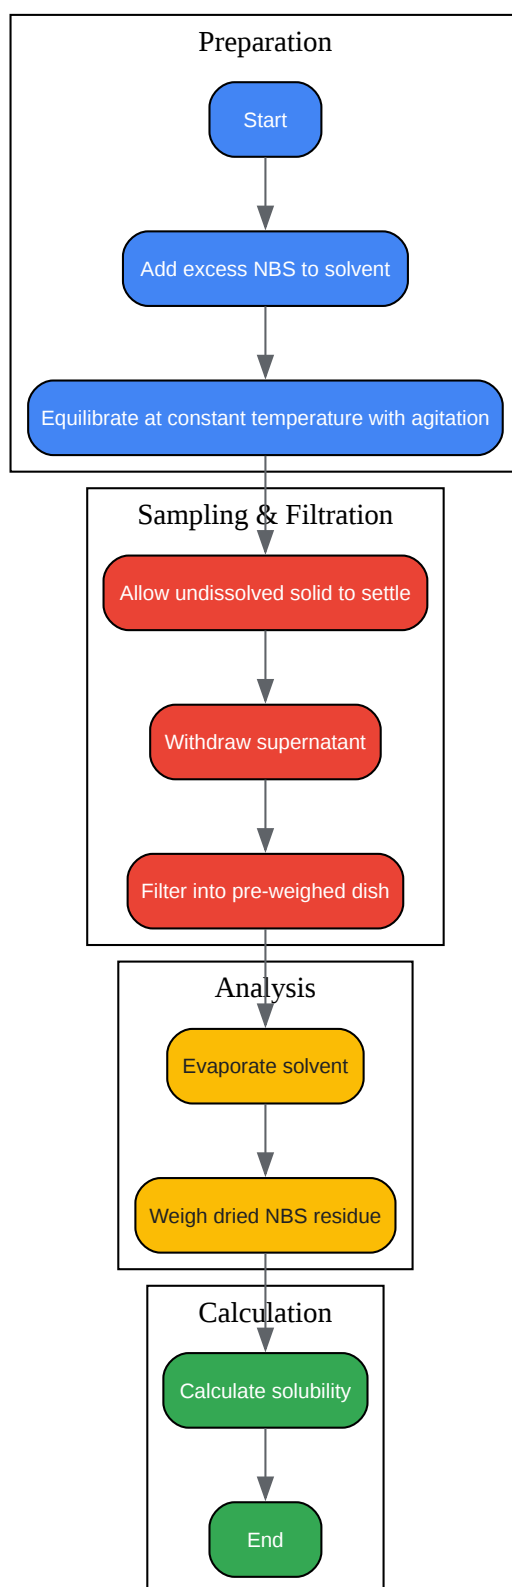 Preparation
Start
Add excess NBS to solvent
Equilibrate at constant temperature with agitation
Sampling & Filtration
Allow undissolved solid to settle
Withdraw supernatant
Filter into pre-weighed dish
Analysis
Evaporate solvent
Weigh dried NBS residue
Calculation
Calculate solubility
End